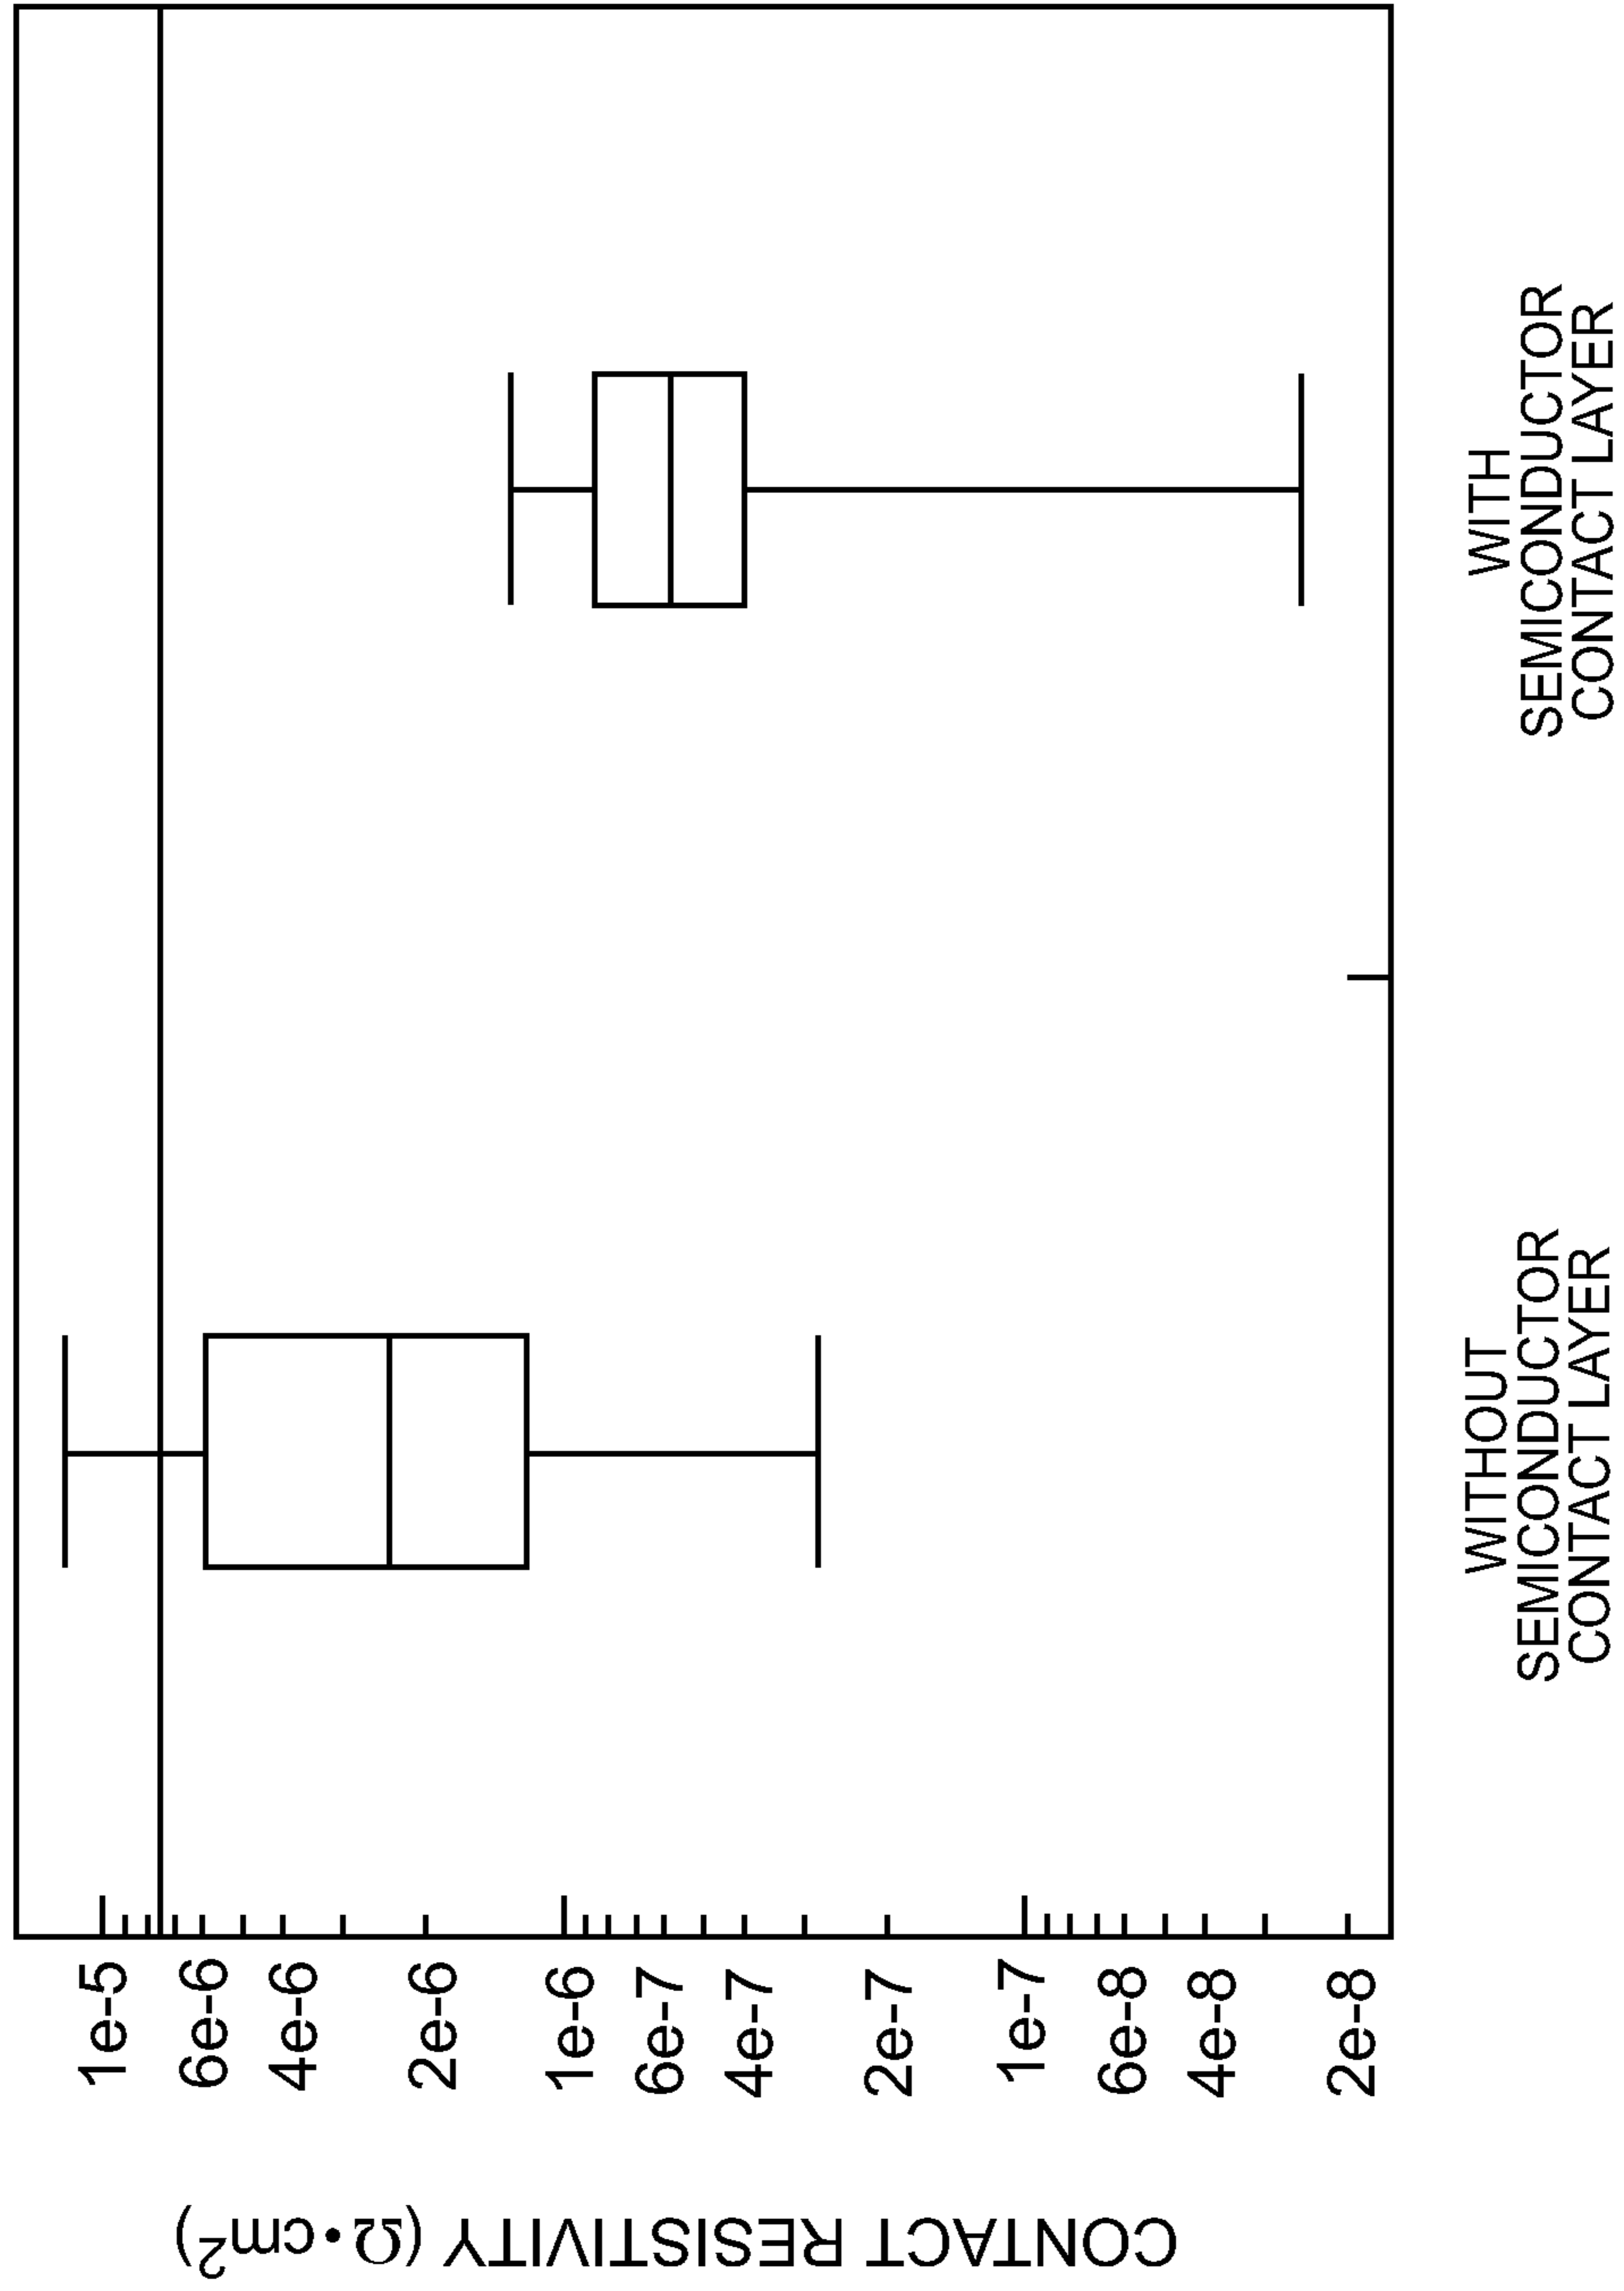 CONTACT RESISTIVITY (Ω•cm²)
1e-5
6e-6
4e-6
2e-6
1e-6
6e-7
4e-7
2e-7
1e-7
6e-8
4e-8
2e-8
WITHOUT
SEMICONDUCTOR
CONTACT LAYER
WITH
SEMICONDUCTOR
CONTACT LAYER